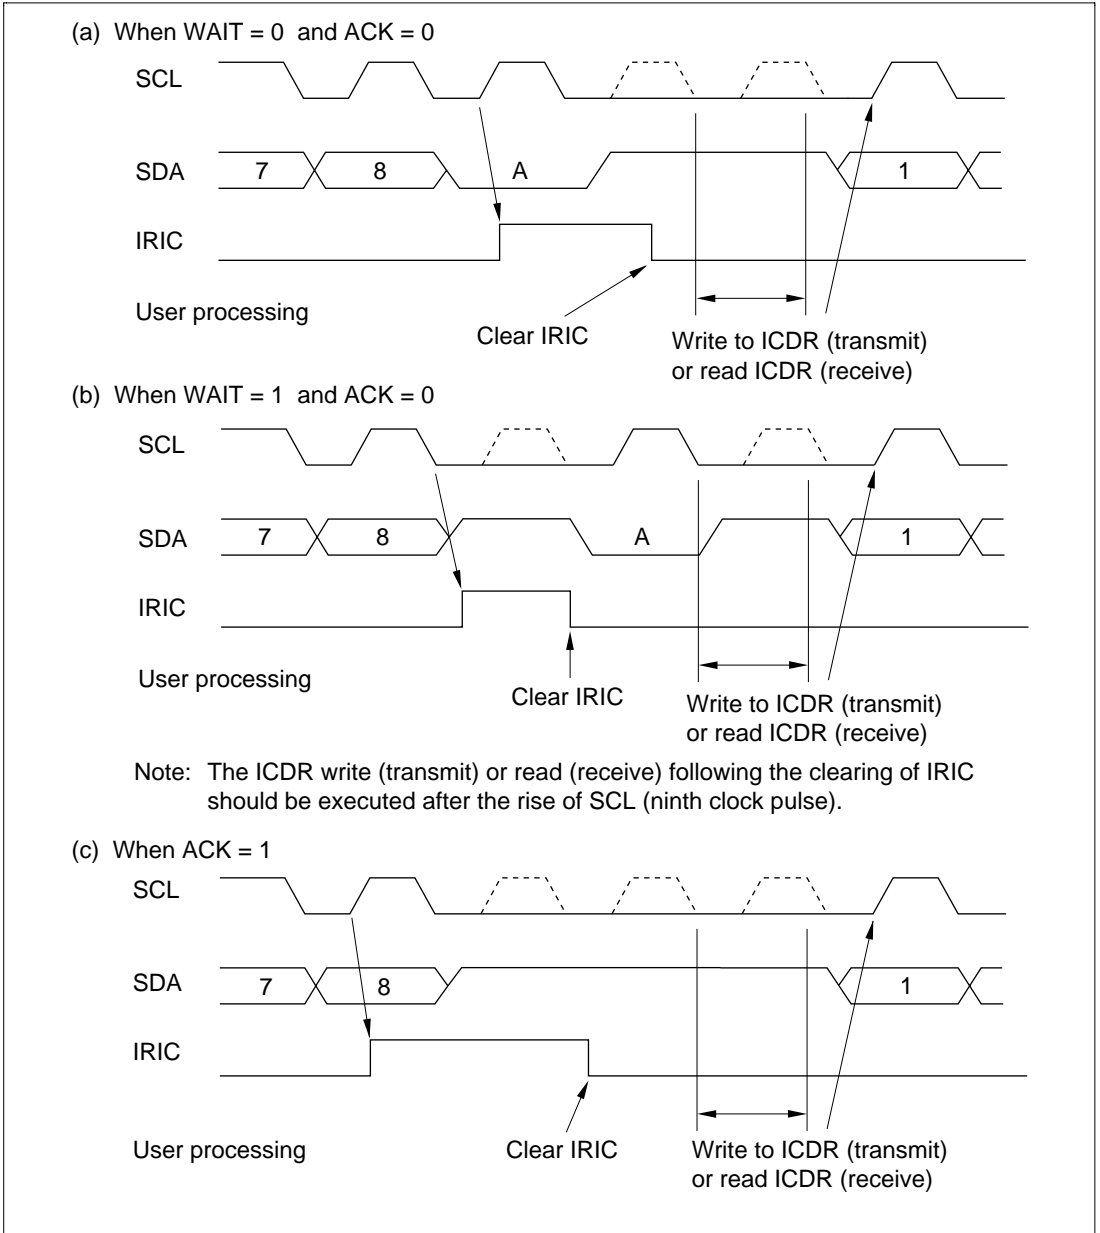 (a) When WAIT = 0 and ACK = 0
SCL
SDA
7
8
A
1
IRIC
User processing
Clear IRIC
Write to ICDR (transmit)
or read ICDR (receive)
(b) When WAIT = 1 and ACK = 0
SCL
SDA
7
8
A
1
IRIC
User processing
Clear IRIC
Write to ICDR (transmit)
or read ICDR (receive)
Note: The ICDR write (transmit) or read (receive) following the clearing of IRIC
should be executed after the rise of SCL (ninth clock pulse).
(c) When ACK = 1
SCL
SDA
7
8
1
IRIC
User processing
Clear IRIC
Write to ICDR (transmit)
or read ICDR (receive)